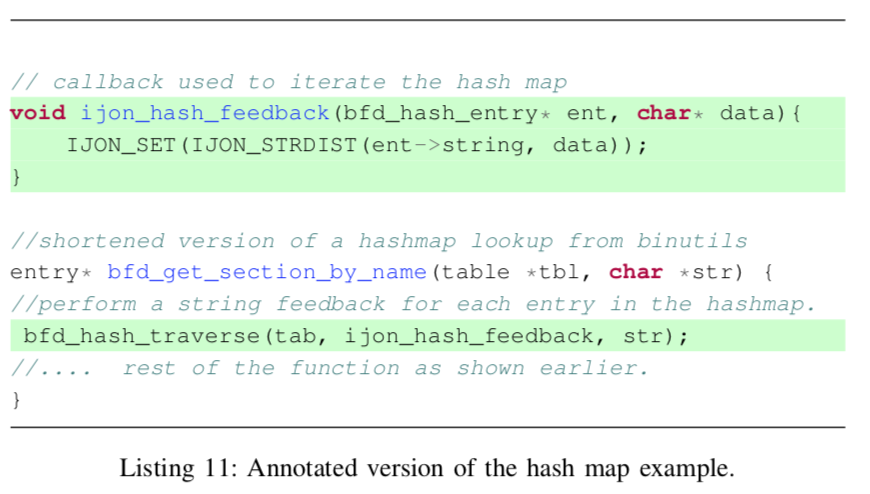 // callback used to iterate the hash map
void ijon_hash_feedback(bfd_hash_entry* ent, char* data){
    IJON_SET(IJON_STRDIST(ent->string, data));
}
//shortened version of a hashmap lookup from binutils
entry* bfd_get_section_by_name(table *tbl, char *str) {
//perform a string feedback for each entry in the hashmap.
 bfd_hash_traverse(tab, ijon_hash_feedback, str);
//.... rest of the function as shown earlier.
}
Listing 11: Annotated version of the hash map example.